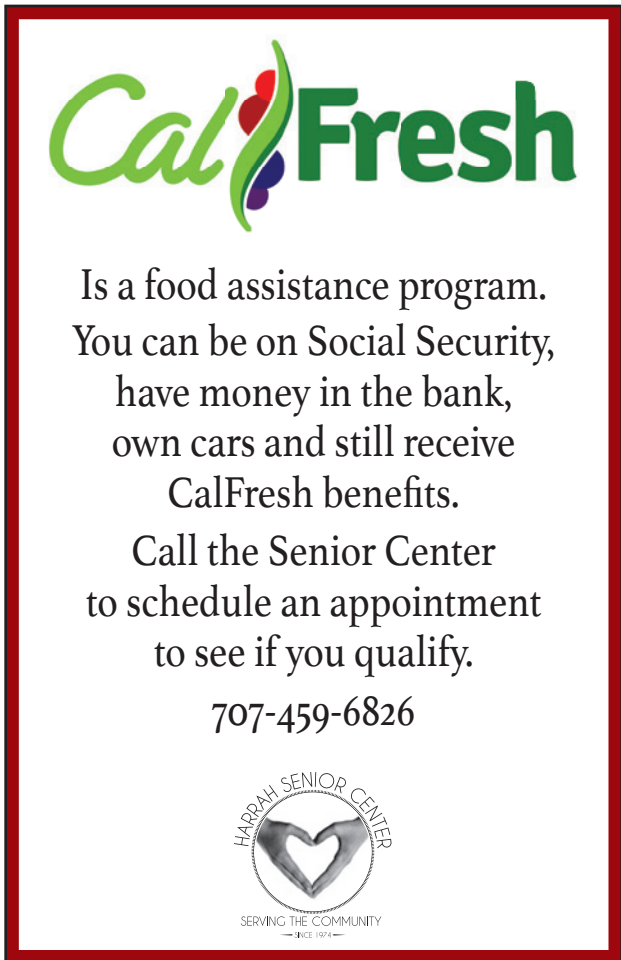 CalFresh
Is a food assistance program.
You can be on Social Security,
have money in the bank,
own cars and still receive
CalFresh benefits.
Call the Senior Center
to schedule an appointment
to see if you qualify.
707-459-6826
HARRAH SENIOR CENTER
SERVING THE COMMUNITY
SINCE 1974